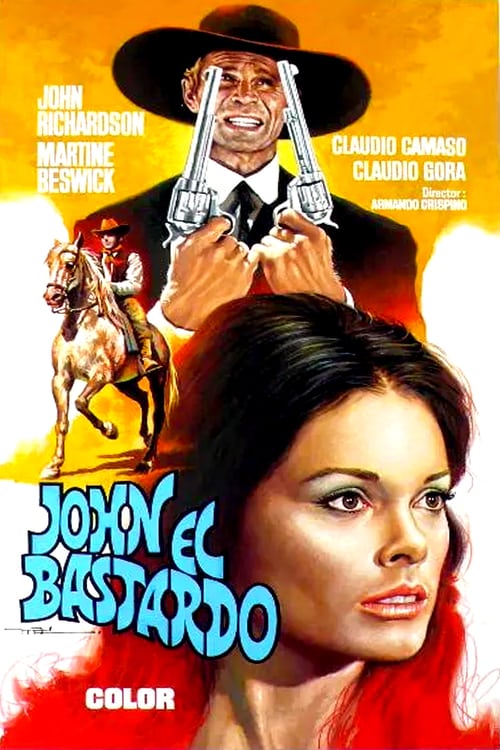 JOHN
RICHARDSON
MARTINE
BESWICK
CLAUDIO CAMASO
CLAUDIO GORA
Director:
ARMANDO CRISPINO
JOHN EL
BASTARDO
COLOR